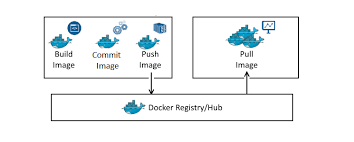 Build
Image
Commit
Image
Push
Image
Pull
Image
Docker Registry/Hub